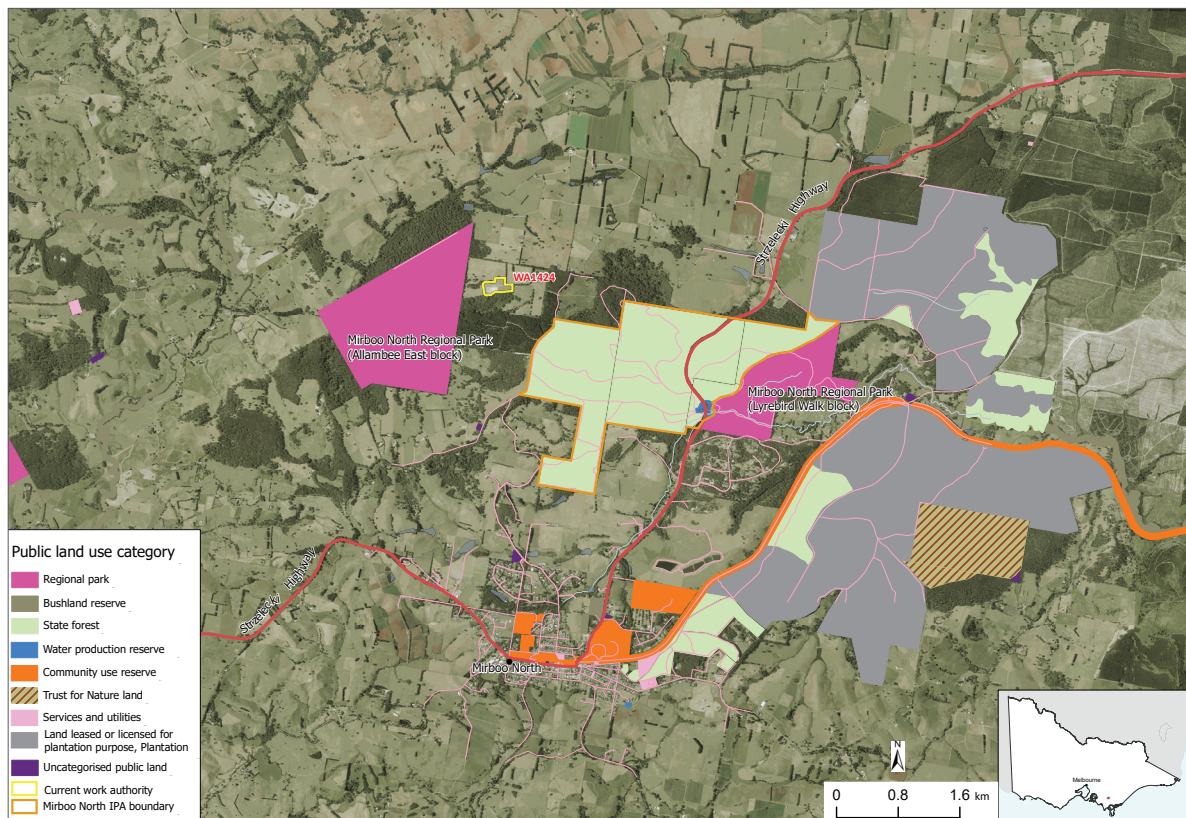 Strzelecki Highway
WA1424
Mirboo North Regional Park
(Allambee East block)
Mirboo North Regional Park
(Lyrebird Walk block)
Strzelecki Highway
Mirboo North
Public land use category
Regional park
Bushland reserve
State forest
Water production reserve
Community use reserve
Trust for Nature land
Services and utilities
Land leased or licensed for
plantation purpose, Plantation
Uncategorised public land
Current work authority
Mirboo North IPA boundary
N
0 0.8 1.6 km
Melbourne